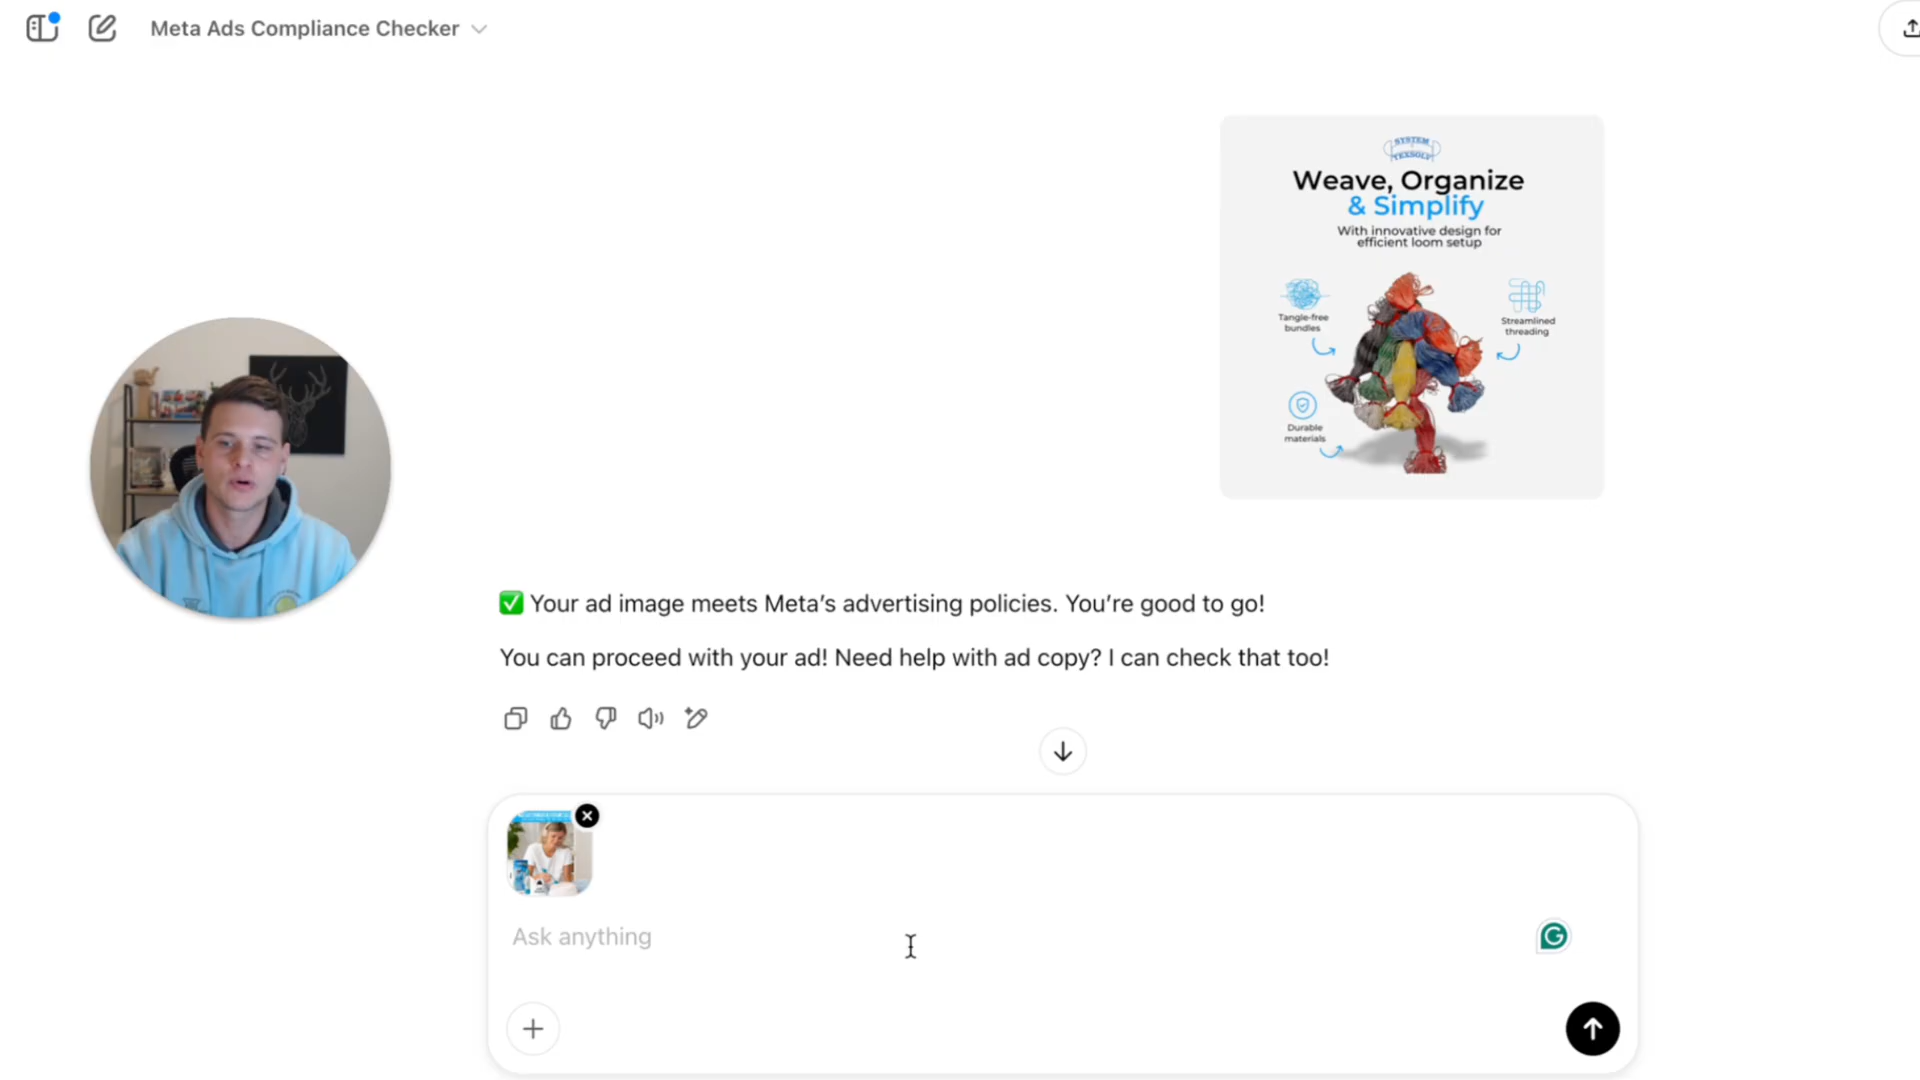 Meta Ads Compliance Checker
SYSTEM
TEXSOLV
Weave, Organize
& Simplify
With innovative design for
efficient loom setup
Tangle-free
bundles
Streamlined
threading
Durable
materials
✅ Your ad image meets Meta’s advertising policies. You’re good to go!
You can proceed with your ad! Need help with ad copy? I can check that too!
Ask anything